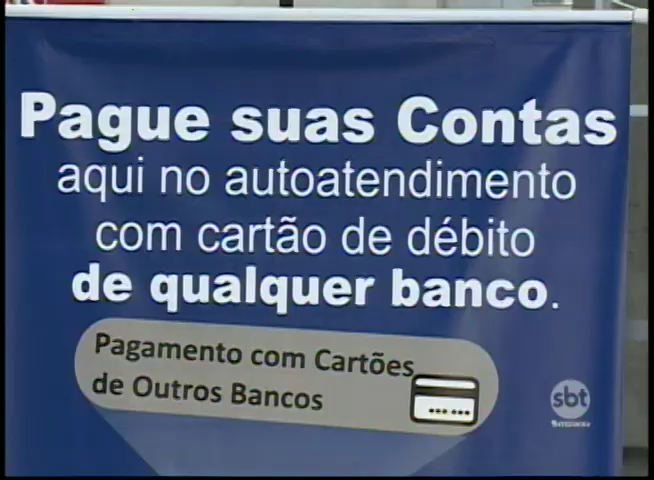 Pague suas Contas
aqui no autoatendimento
com cartão de débito
de qualquer banco.
Pagamento com Cartões
de Outros Bancos
sbt